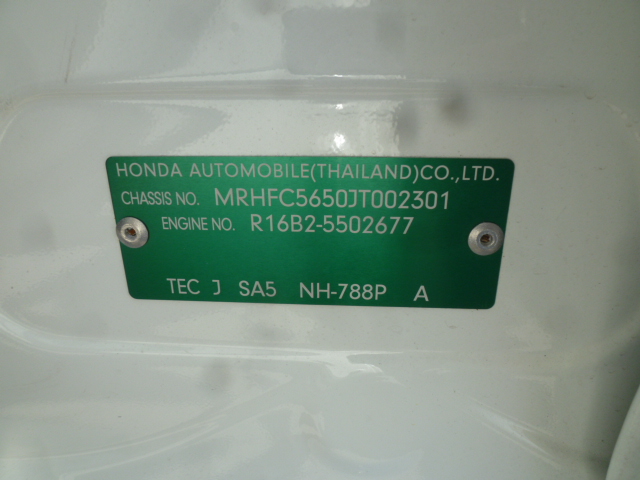 HONDA AUTOMOBILE(THAILAND)CO.,LTD.
CHASSIS NO. MRHFC5650JT002301
ENGINE NO. R16B2-5502677
TEC J SA5 NH-788P A